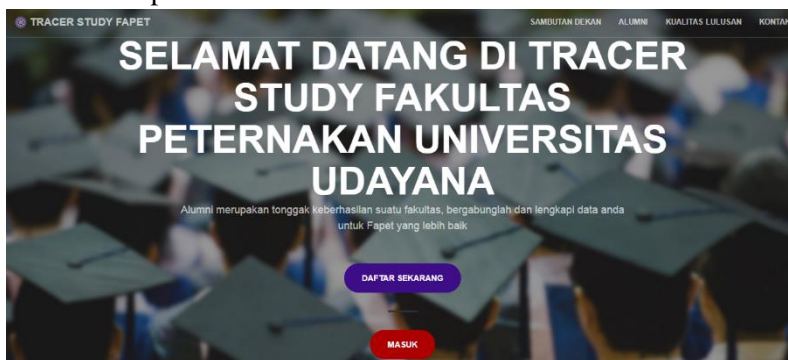 TRACER STUDY FAPET
SAMBUTAN DEKAN ALUMNI KUALITAS LULUSAN KONTAK
SELAMAT DATANG DI TRACER
STUDY FAKULTAS
PETERNAKAN UNIVERSITAS
UDAYANA
Alumni merupakan tonggak keberhasilan suatu fakultas, bergabunglah dan lengkapi data anda
untuk Fapet yang lebih baik
DAFTAR SEKARANG
MASUK